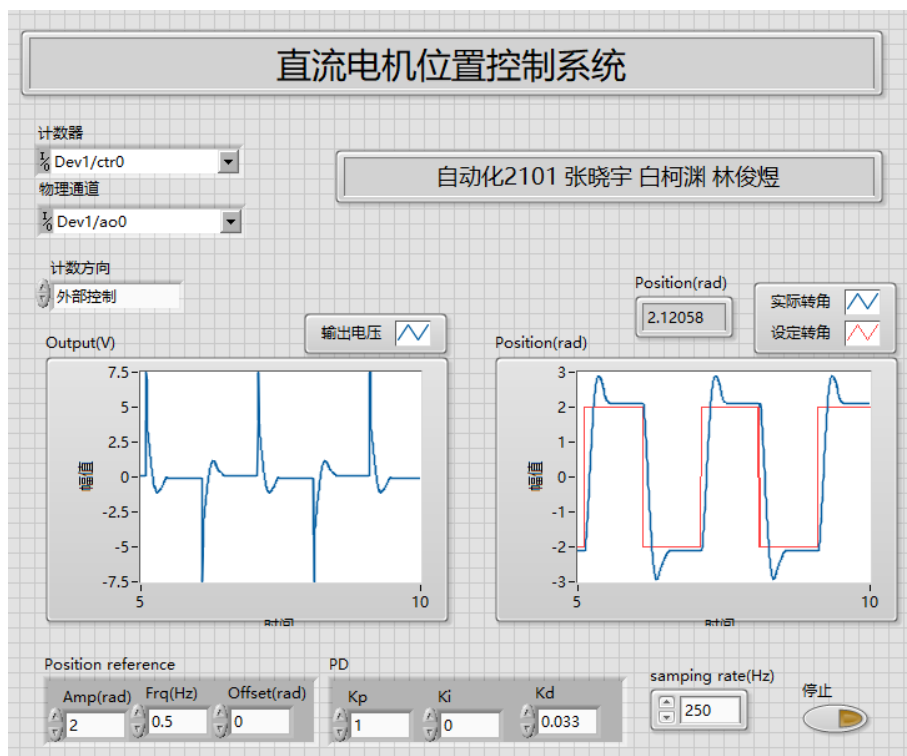 直流电机位置控制系统
计数器
Dev1/ctr0
自动化2101 张晓宇 白柯渊 林俊煜
物理通道
Dev1/ao0
计数方向
外部控制
Position(rad)
2.12058
实际转角
设定转角
输出电压
Output(V)
Position(rad)
7.5
5
2.5
0
-2.5
-5
-7.5
幅值
5
10
时间
3
2
1
0
-1
-2
-3
幅值
5
10
时间
Position reference
Amp(rad) Frq(Hz) Offset(rad)
2 0.5 0
PD
Kp Ki Kd
1 0 0.033
samping rate(Hz)
250
停止